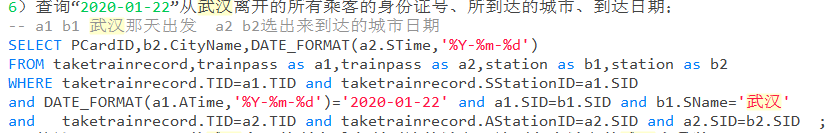 6）查询“2020-01-22”从武汉离开的所有乘客的身份证号、所到达的城市、到达日期；
-- a1 b1 武汉那天出发  a2 b2选出来到达的城市日期
SELECT PCardID,b2.CityName,DATE_FORMAT(a2.STime,'%Y-%m-%d')
FROM taketrainrecord,trainpass as a1,trainpass as a2,station as b1,station as b2
WHERE taketrainrecord.TID=a1.TID and taketrainrecord.SStationID=a1.SID
and DATE_FORMAT(a1.ATime,'%Y-%m-%d')='2020-01-22' and a1.SID=b1.SID and b1.SName='武汉'
and   taketrainrecord.TID=a2.TID and taketrainrecord.AStationID=a2.SID and a2.SID=b2.SID  ;